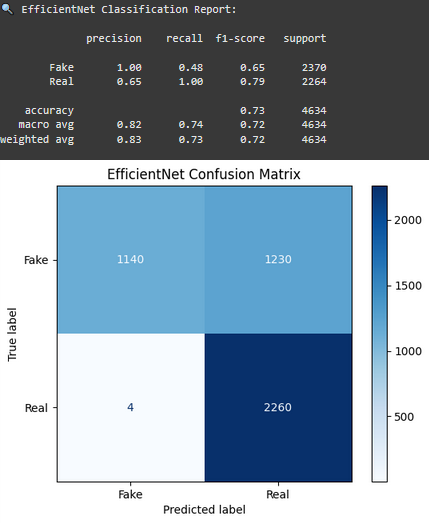 🔍 EfficientNet Classification Report:
precision recall f1-score support
Fake 1.00 0.48 0.65 2370
Real 0.65 1.00 0.79 2264
accuracy 0.73 4634
macro avg 0.82 0.74 0.72 4634
weighted avg 0.83 0.73 0.72 4634
EfficientNet Confusion Matrix
True label
Fake 1140 1230
Real 4 2260
Fake Real
Predicted label
2000
1500
1000
500